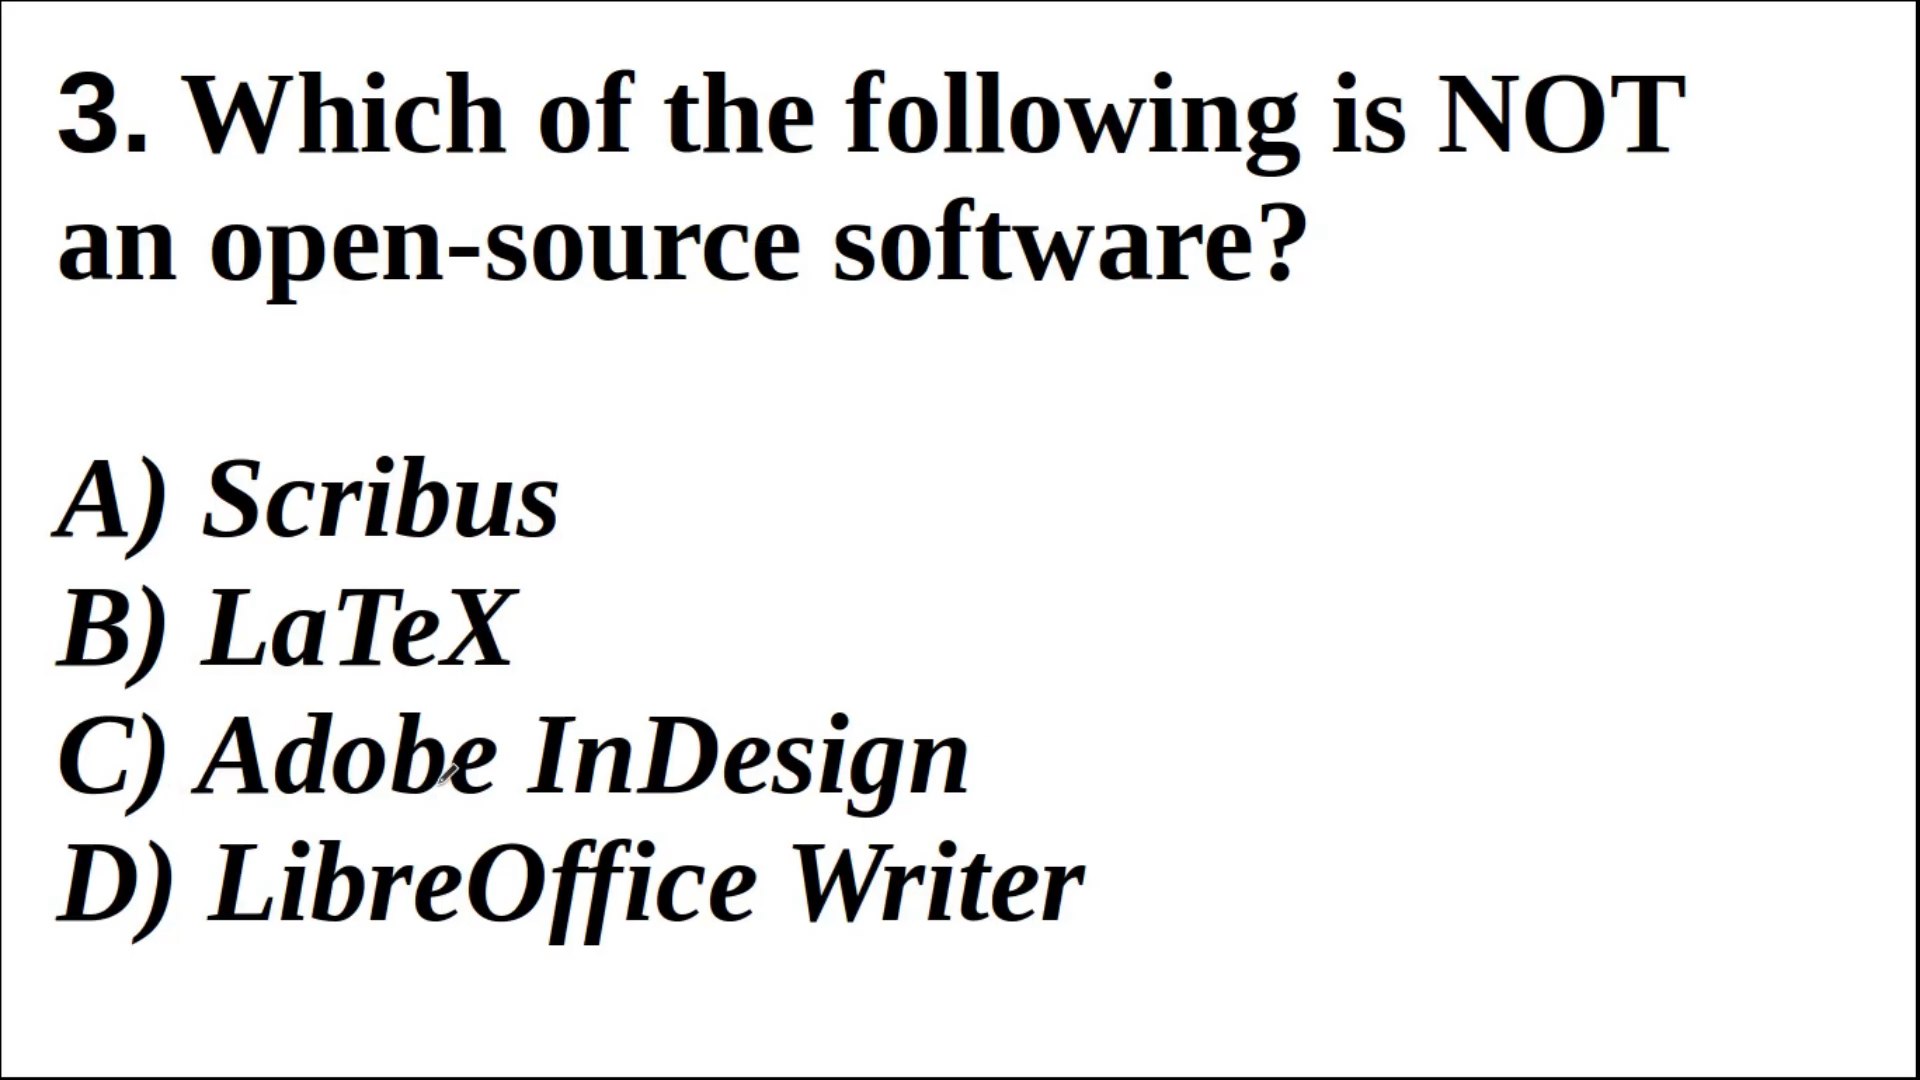 3. Which of the following is NOT
an open-source software?
A) Scribus
B) LaTeX
C) Adobe InDesign
D) LibreOffice Writer